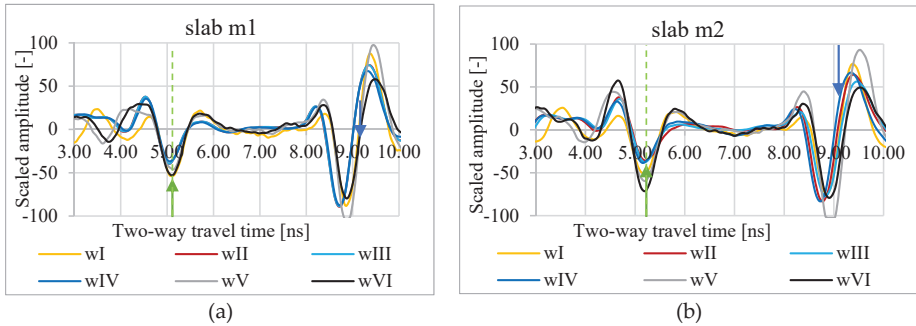 slab m1
Scaled amplitude [-]
100
50
0
-50
-100
3.00 4.00 5.00 6.00 7.00 8.00 9.00 10.00
Two-way travel time [ns]
wI wII wIII
wIV wV wVI
(a)
slab m2
Scaled amplitude [-]
100
50
0
-50
-100
3.00 4.00 5.00 6.00 7.00 8.00 9.00 10.00
Two-way travel time [ns]
wI wII wIII
wIV wV wVI
(b)